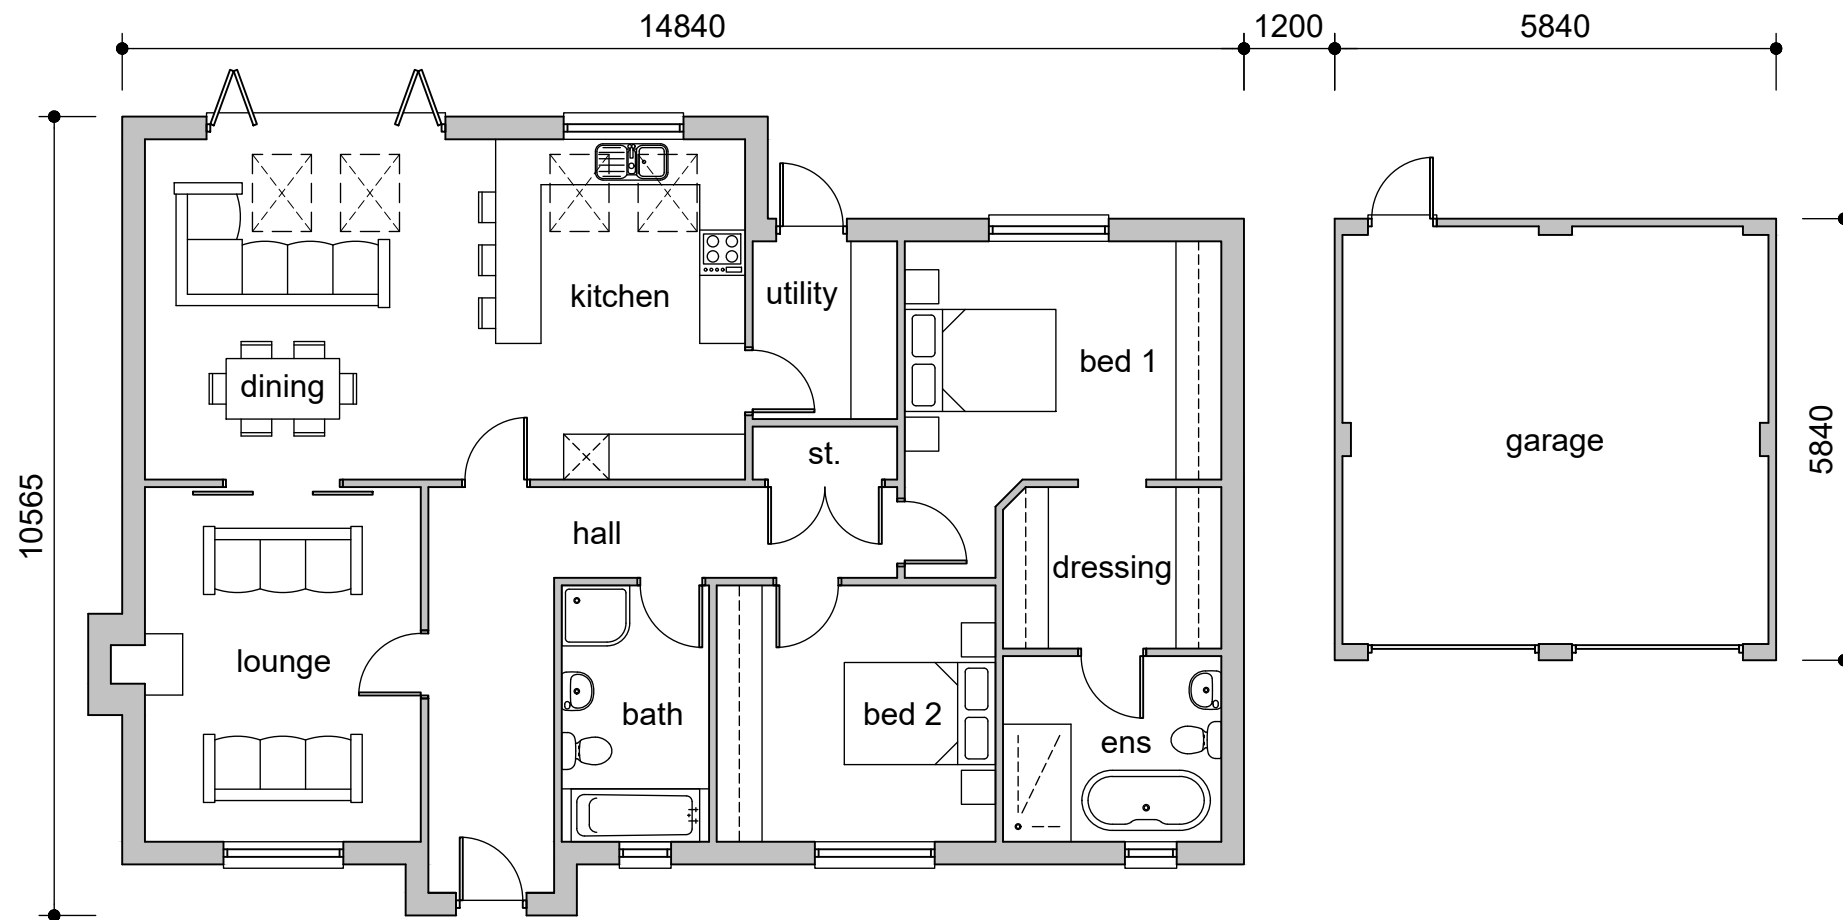 14840
1200
5840
10565
kitchen
utility
bed 1
dining
st.
garage
5840
hall
dressing
lounge
bath
bed 2
ens